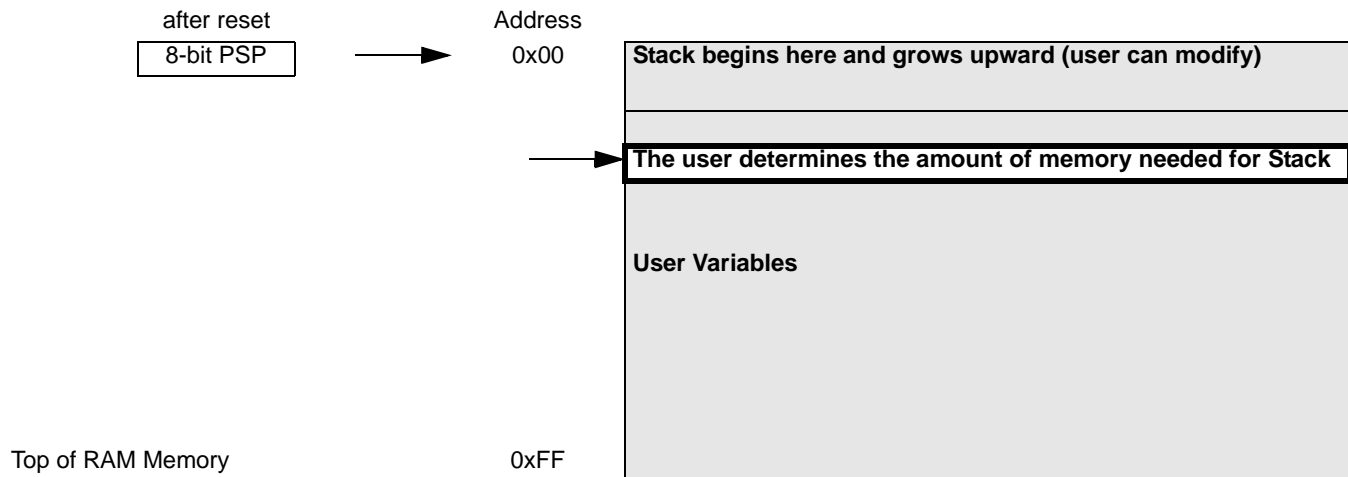 after reset Address
8-bit PSP 0x00 Stack begins here and grows upward (user can modify)
The user determines the amount of memory needed for Stack
User Variables
Top of RAM Memory 0xFF